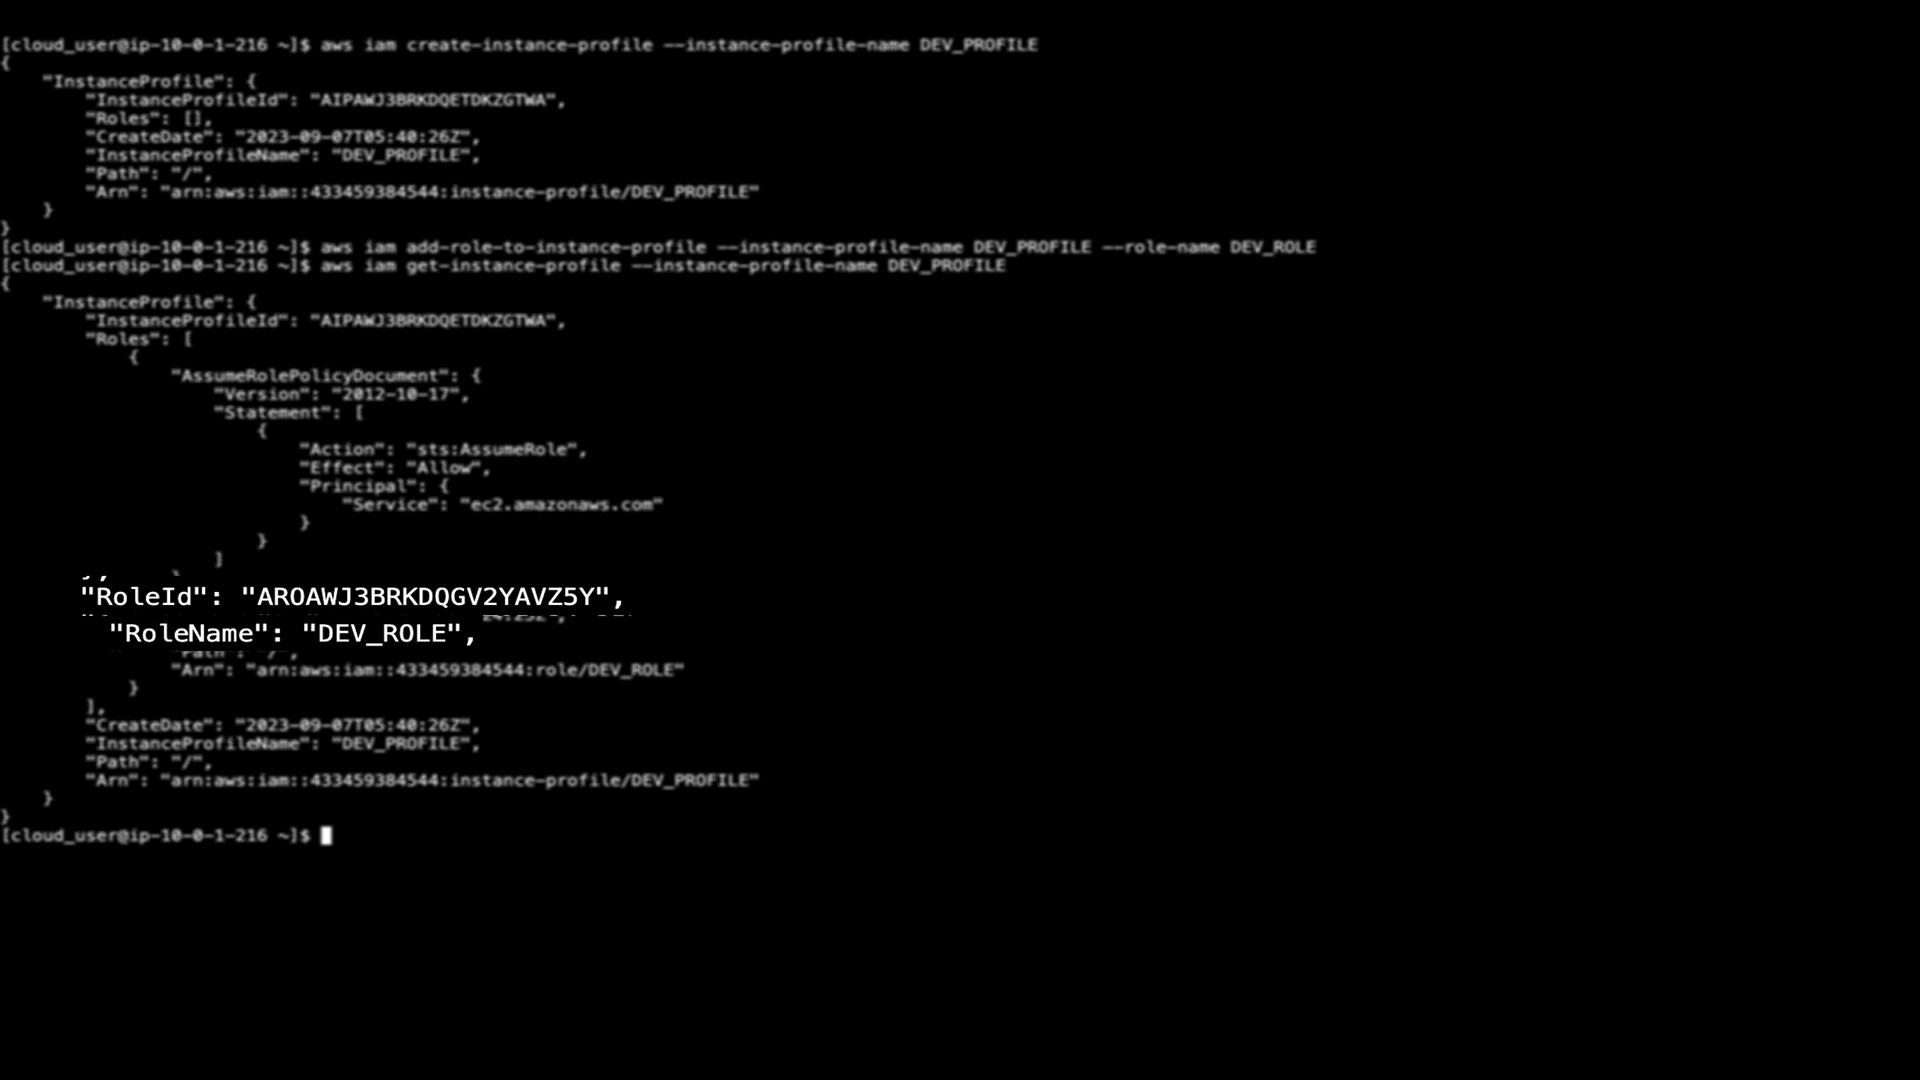 [cloud_user@ip-10-0-1-216 ~]$ aws iam create-instance-profile --instance-profile-name DEV_PROFILE
{
    "InstanceProfile": {
        "InstanceProfileId": "AIPAWJ3BRKDQETDKZGTWA",
        "Roles": [],
        "CreateDate": "2023-09-07T05:40:26Z",
        "InstanceProfileName": "DEV_PROFILE",
        "Path": "/",
        "Arn": "arn:aws:iam::433459384544:instance-profile/DEV_PROFILE"
    }
}
[cloud_user@ip-10-0-1-216 ~]$ aws iam add-role-to-instance-profile --instance-profile-name DEV_PROFILE --role-name DEV_ROLE
[cloud_user@ip-10-0-1-216 ~]$ aws iam get-instance-profile --instance-profile-name DEV_PROFILE
{
    "InstanceProfile": {
        "InstanceProfileId": "AIPAWJ3BRKDQETDKZGTWA",
        "Roles": [
            {
                "AssumeRolePolicyDocument": {
                    "Version": "2012-10-17",
                    "Statement": [
                        {
                            "Action": "sts:AssumeRole",
                            "Effect": "Allow",
                            "Principal": {
                                "Service": "ec2.amazonaws.com"
                            }
                        }
                    ]
"RoleId": "AROAWJ3BRKDQGV2YAVZ5Y",
"RoleName": "DEV_ROLE",
                "Path": "/",
                "Arn": "arn:aws:iam::433459384544:role/DEV_ROLE"
            }
        ],
        "CreateDate": "2023-09-07T05:40:26Z",
        "InstanceProfileName": "DEV_PROFILE",
        "Path": "/",
        "Arn": "arn:aws:iam::433459384544:instance-profile/DEV_PROFILE"
    }
}
[cloud_user@ip-10-0-1-216 ~]$